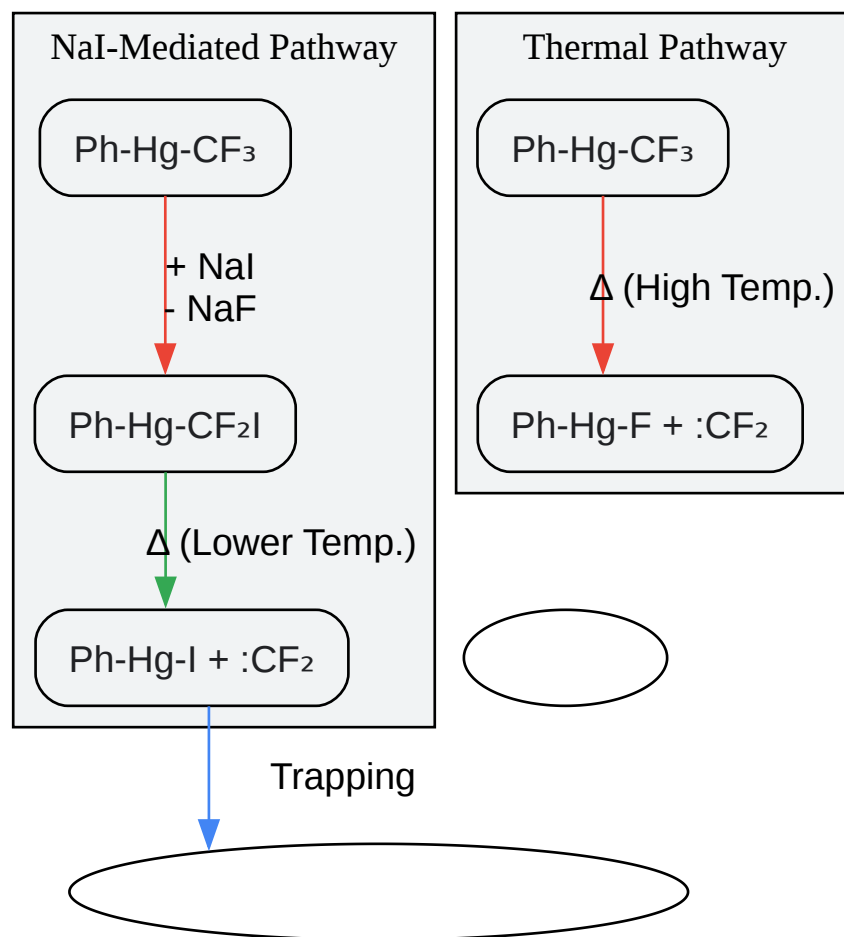 NaI-Mediated Pathway
Ph-Hg-CF₃
+ NaI
- NaF
Ph-Hg-CF₂I
Δ (Lower Temp.)
Ph-Hg-I + :CF₂
Trapping
Thermal Pathway
Ph-Hg-CF₃
Δ (High Temp.)
Ph-Hg-F + :CF₂